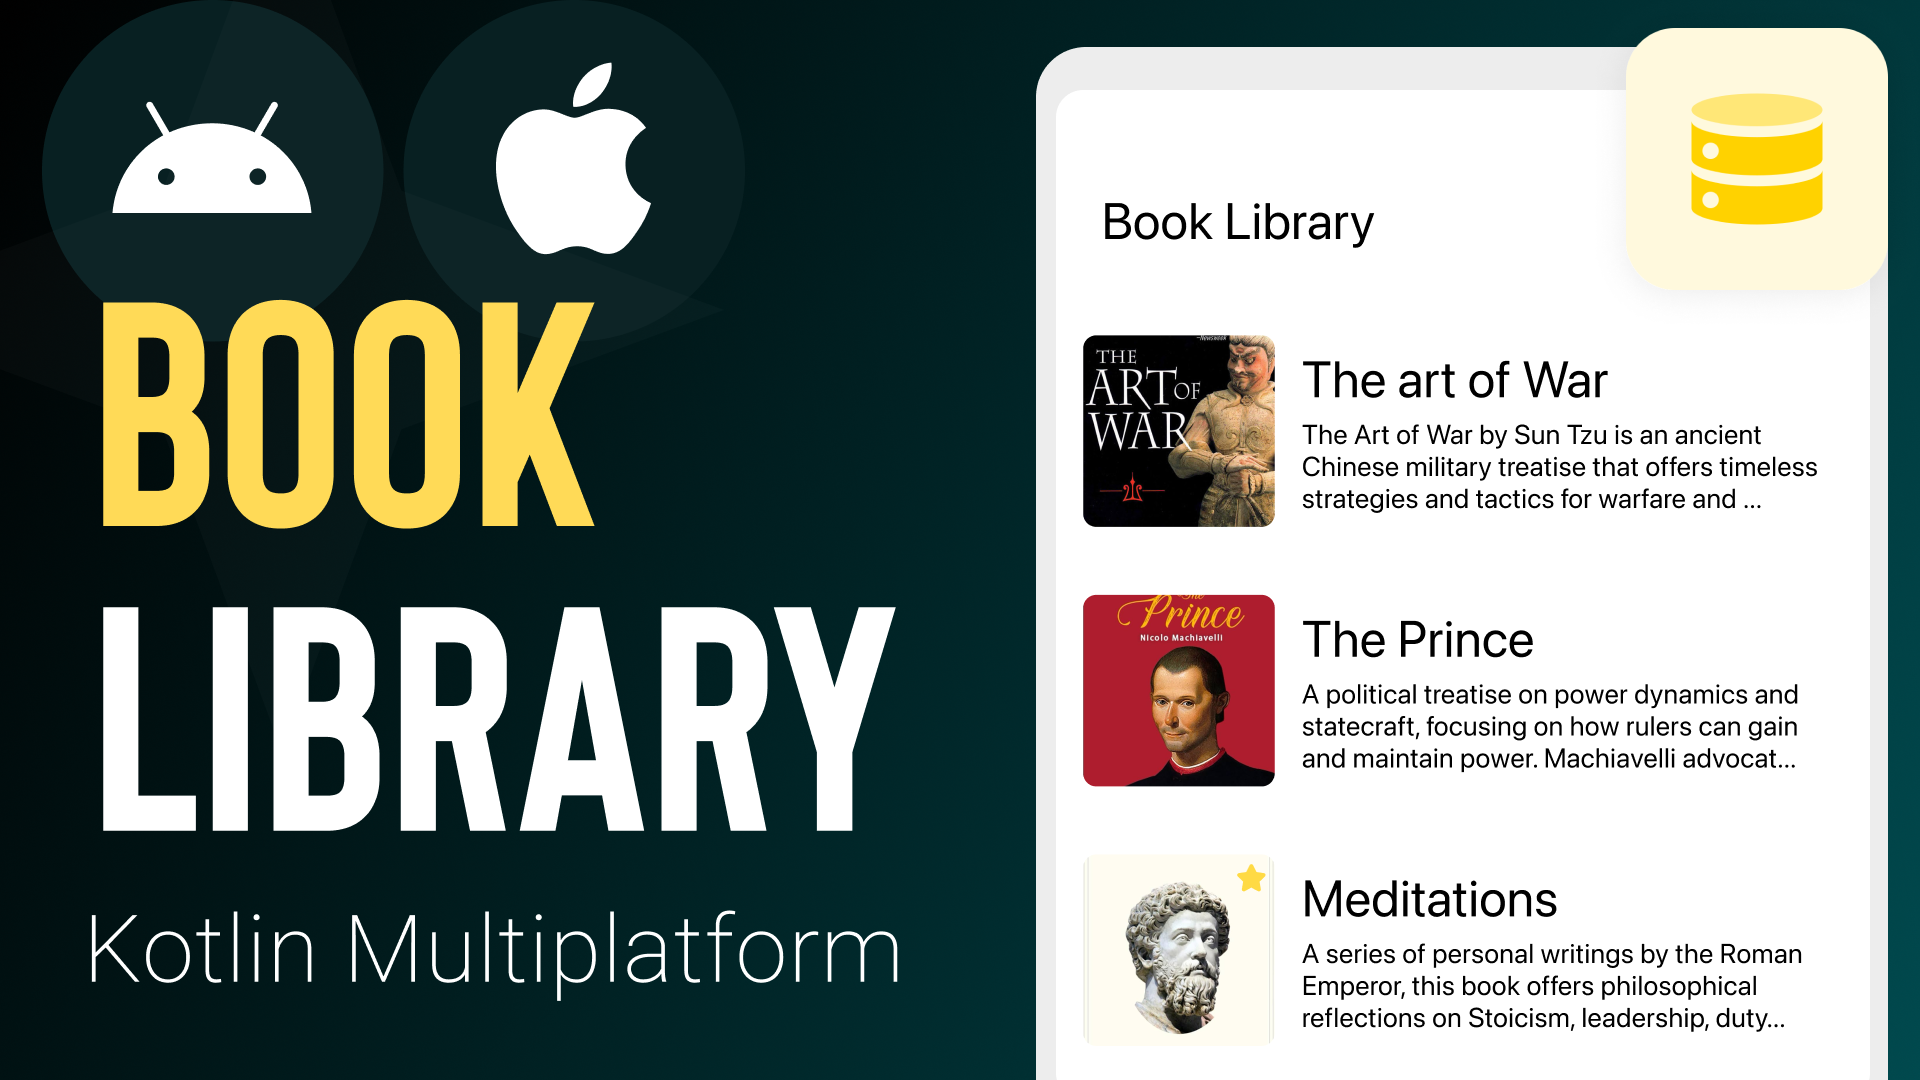 BOOK
LIBRARY
Kotlin Multiplatform
Book Library
—Newsweek
THE
ART OF
WAR
The art of War
The Art of War by Sun Tzu is an ancient
Chinese military treatise that offers timeless
strategies and tactics for warfare and ...
The
Prince
Nicolo Machiavelli
The Prince
A political treatise on power dynamics and
statecraft, focusing on how rulers can gain
and maintain power. Machiavelli advocat...
Meditations
A series of personal writings by the Roman
Emperor, this book offers philosophical
reflections on Stoicism, leadership, duty...